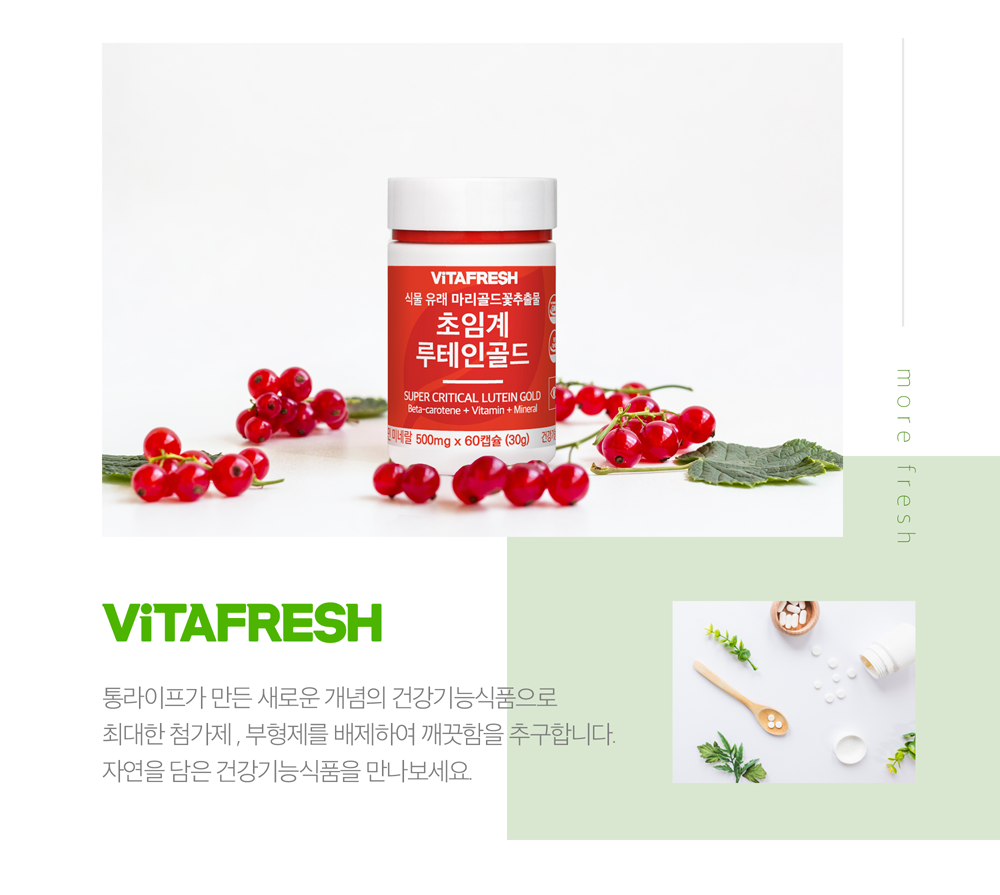 ViTAFRESH
식물 유래 마리골드꽃추출물
초임계
루테인골드
SUPER CRITICAL LUTEIN GOLD
Beta-carotene + Vitamin + Mineral
미네랄 500mg x 60캡슐 (30g)
more fresh
ViTAFRESH
통라이프가 만든 새로운 개념의 건강기능식품으로
최대한 첨가제, 부형제를 배제하여 깨끗함을 추구합니다.
자연을 담은 건강기능식품을 만나보세요.